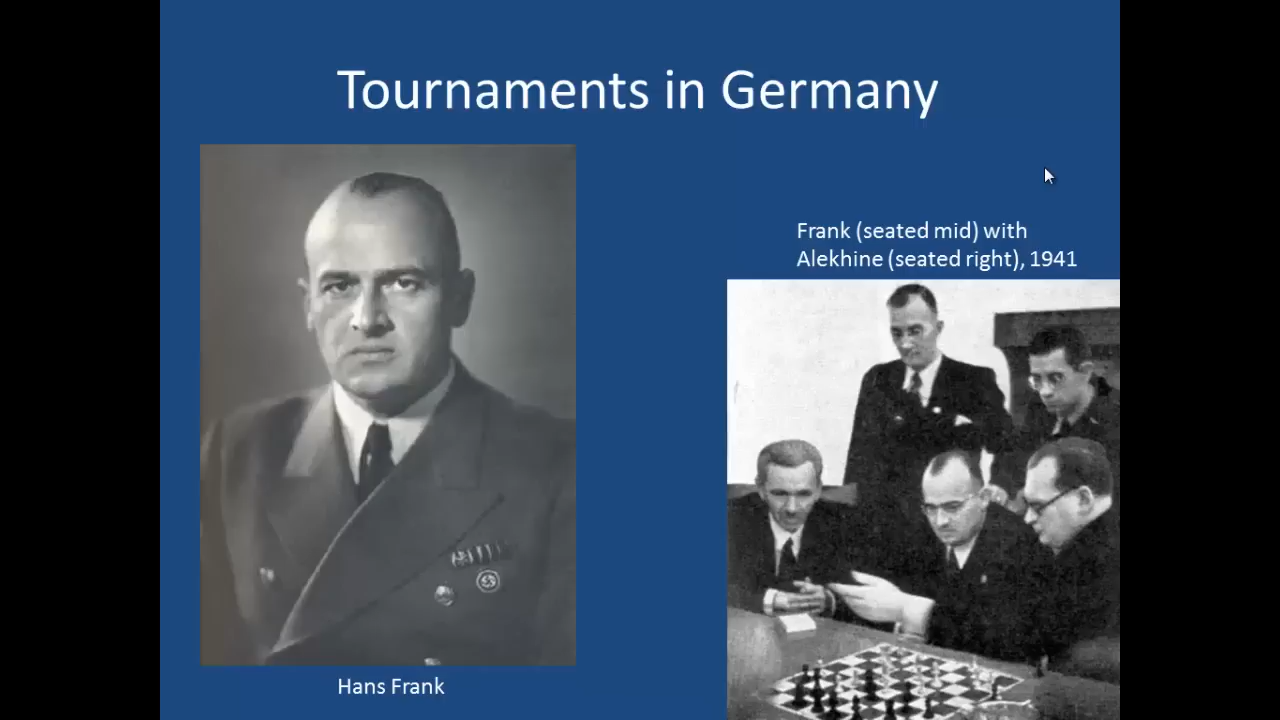 Tournaments in Germany
Frank (seated mid) with
Alekhine (seated right), 1941
Hans Frank